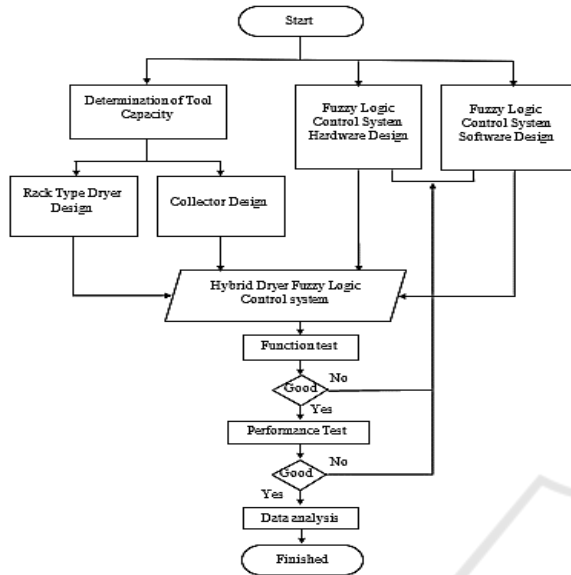 Start
Determination of Tool
Capacity
Fuzzy Logic
Control System
Hardware Design
Fuzzy Logic
Control System
Software Design
Rack Type Dryer
Design
Collector Design
Hybrid Dryer Fuzzy Logic
Control system
Function test
Good
No
Yes
Performance Test
Good
No
Yes
Data analysis
Finished